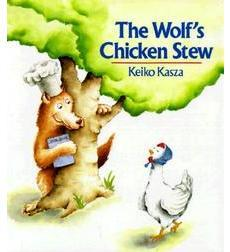 The Wolf's
Chicken Stew
Keiko Kasza